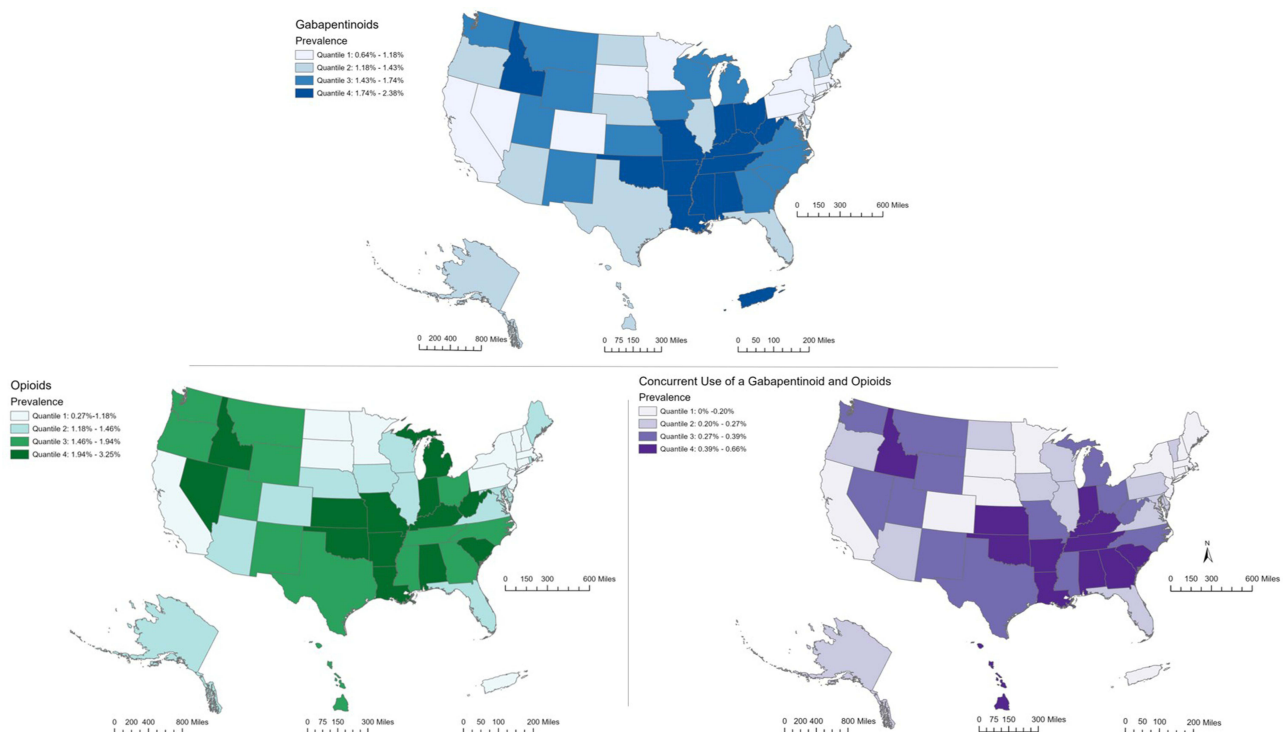 Gabapentinoids
Prevalence
Quantile 1: 0.64% - 1.18%
Quantile 2: 1.18% - 1.43%
Quantile 3: 1.43% - 1.74%
Quantile 4: 1.74% - 2.38%
0 150 300 600 Miles
0 200 400 800 Miles
0 75 150 300 Miles
0 50 100 200 Miles
Opioids
Prevalence
Quantile 1: 0.27%-1.18%
Quantile 2: 1.18% - 1.46%
Quantile 3: 1.46% - 1.94%
Quantile 4: 1.94% - 3.25%
0 150 300 600 Miles
0 200 400 800 Miles
0 75 150 300 Miles
0 50 100 200 Miles
Concurrent Use of a Gabapentinoid and Opioids
Prevalence
Quantile 1: 0% -0.20%
Quantile 2: 0.20% - 0.27%
Quantile 3: 0.27% - 0.39%
Quantile 4: 0.39% - 0.66%
N
0 150 300 600 Miles
0 200 400 800 Miles
0 75 150 300 Miles
0 50 100 200 Miles